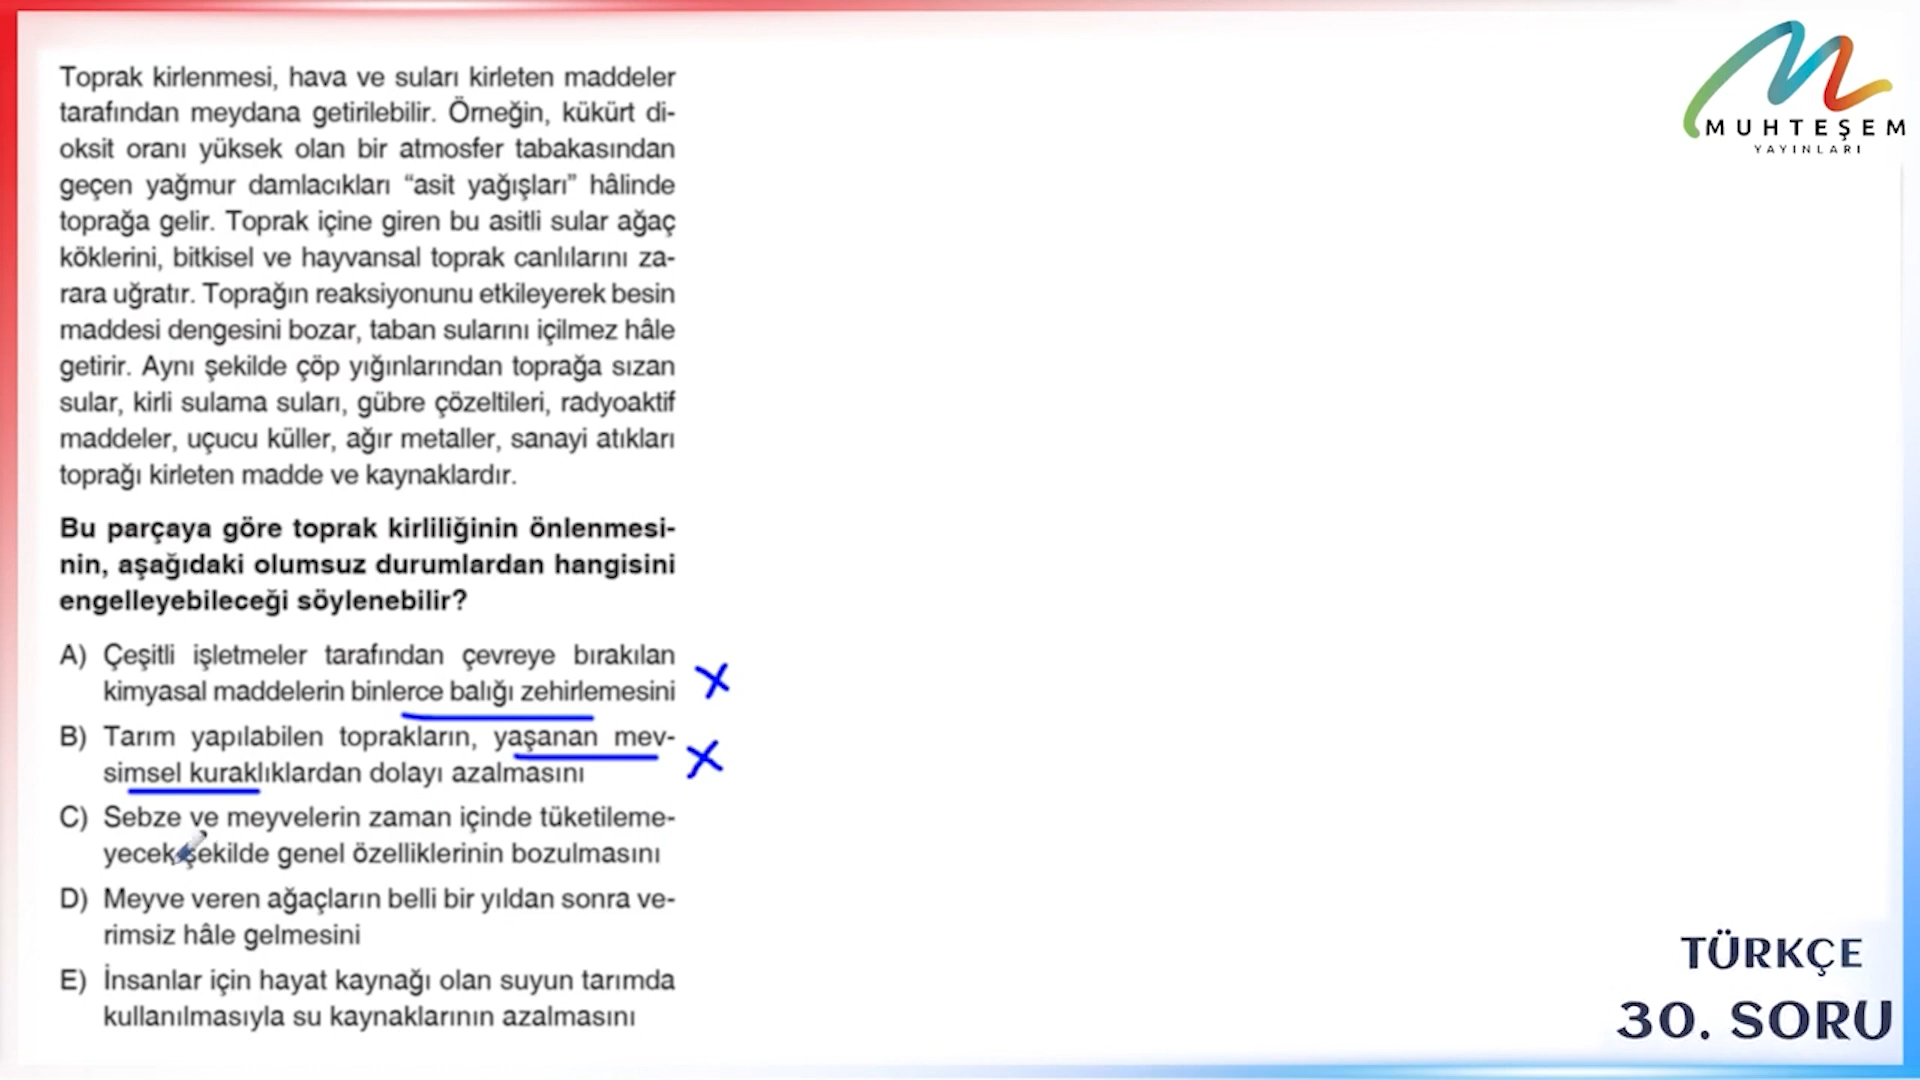 Toprak kirlenmesi, hava ve suları kirleten maddeler
tarafından meydana getirilebilir. Örneğin, kükürt di-
oksit oranı yüksek olan bir atmosfer tabakasından
geçen yağmur damlacıkları “asit yağışları” hâlinde
toprağa gelir. Toprak içine giren bu asitli sular ağaç
köklerini, bitkisel ve hayvansal toprak canlılarını za-
rara uğratır. Toprağın reaksiyonunu etkileyerek besin
maddesi dengesini bozar, taban sularını içilmez hâle
getirir. Aynı şekilde çöp yığınlarından toprağa sızan
sular, kirli sulama suları, gübre çözeltileri, radyoaktif
maddeler, uçucu küller, ağır metaller, sanayi atıkları
toprağı kirleten madde ve kaynaklardır.
Bu parçaya göre toprak kirliliğinin önlenmesi-
nin, aşağıdaki olumsuz durumlardan hangisini
engelleyebileceği söylenebilir?
A) Çeşitli işletmeler tarafından çevreye bırakılan
kimyasal maddelerin binlerce balığı zehirlemesini
B) Tarım yapılabilen toprakların, yaşanan mev-
simsel kuraklıklardan dolayı azalmasını
C) Sebze ve meyvelerin zaman içinde tüketileme-
yecek şekilde genel özelliklerinin bozulmasını
D) Meyve veren ağaçların belli bir yıldan sonra ve-
rimsiz hâle gelmesini
E) İnsanlar için hayat kaynağı olan suyun tarımda
kullanılmasıyla su kaynaklarının azalmasını
MUHTEŞEM
YAYINLARI
TÜRKÇE
30. SORU